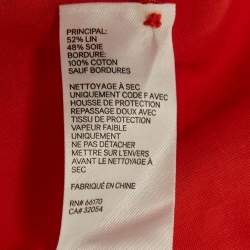 PRINCIPAL:
52% LIN
48% SOIE
BORDURE:
100% COTON
SAUF BORDURES
NETTOYAGE À SEC
UNIQUEMENT CODE F AVEC
HOUSSE DE PROTECTION
REPASSAGE DOUX AVEC
TISSU DE PROTECTION
VAPEUR FAIBLE
UNIQUEMENT
NE PAS DÉTACHER
METTRE SUR L'ENVERS
AVANT LE NETTOYAGE À
SEC
FABRIQUÉ EN CHINE
RN# 66170
CA# 32054